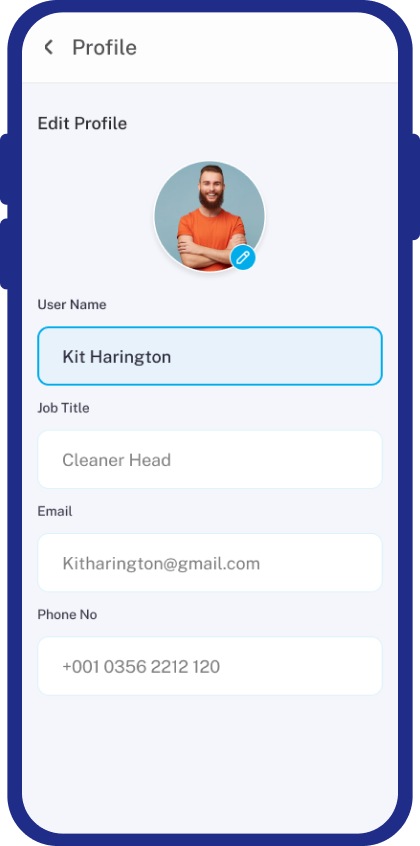 Profile
Edit Profile
User Name
Kit Harington
Job Title
Cleaner Head
Email
Kitharington@gmail.com
Phone No
+001 0356 2212 120